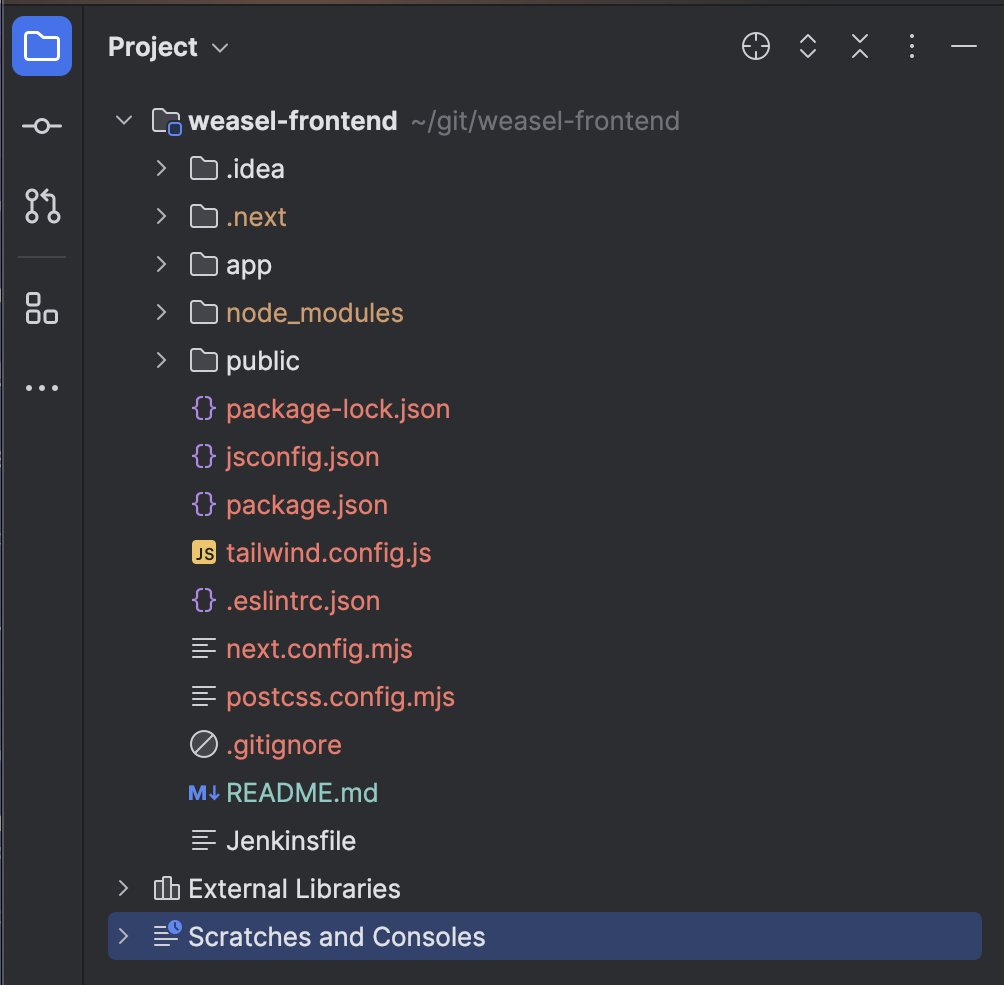 Project
weasel-frontend ~/git/weasel-frontend
.idea
.next
app
node_modules
public
{} package-lock.json
{} jsconfig.json
{} package.json
JS tailwind.config.js
{} .eslintrc.json
next.config.mjs
postcss.config.mjs
.gitignore
M↓ README.md
Jenkinsfile
External Libraries
Scratches and Consoles